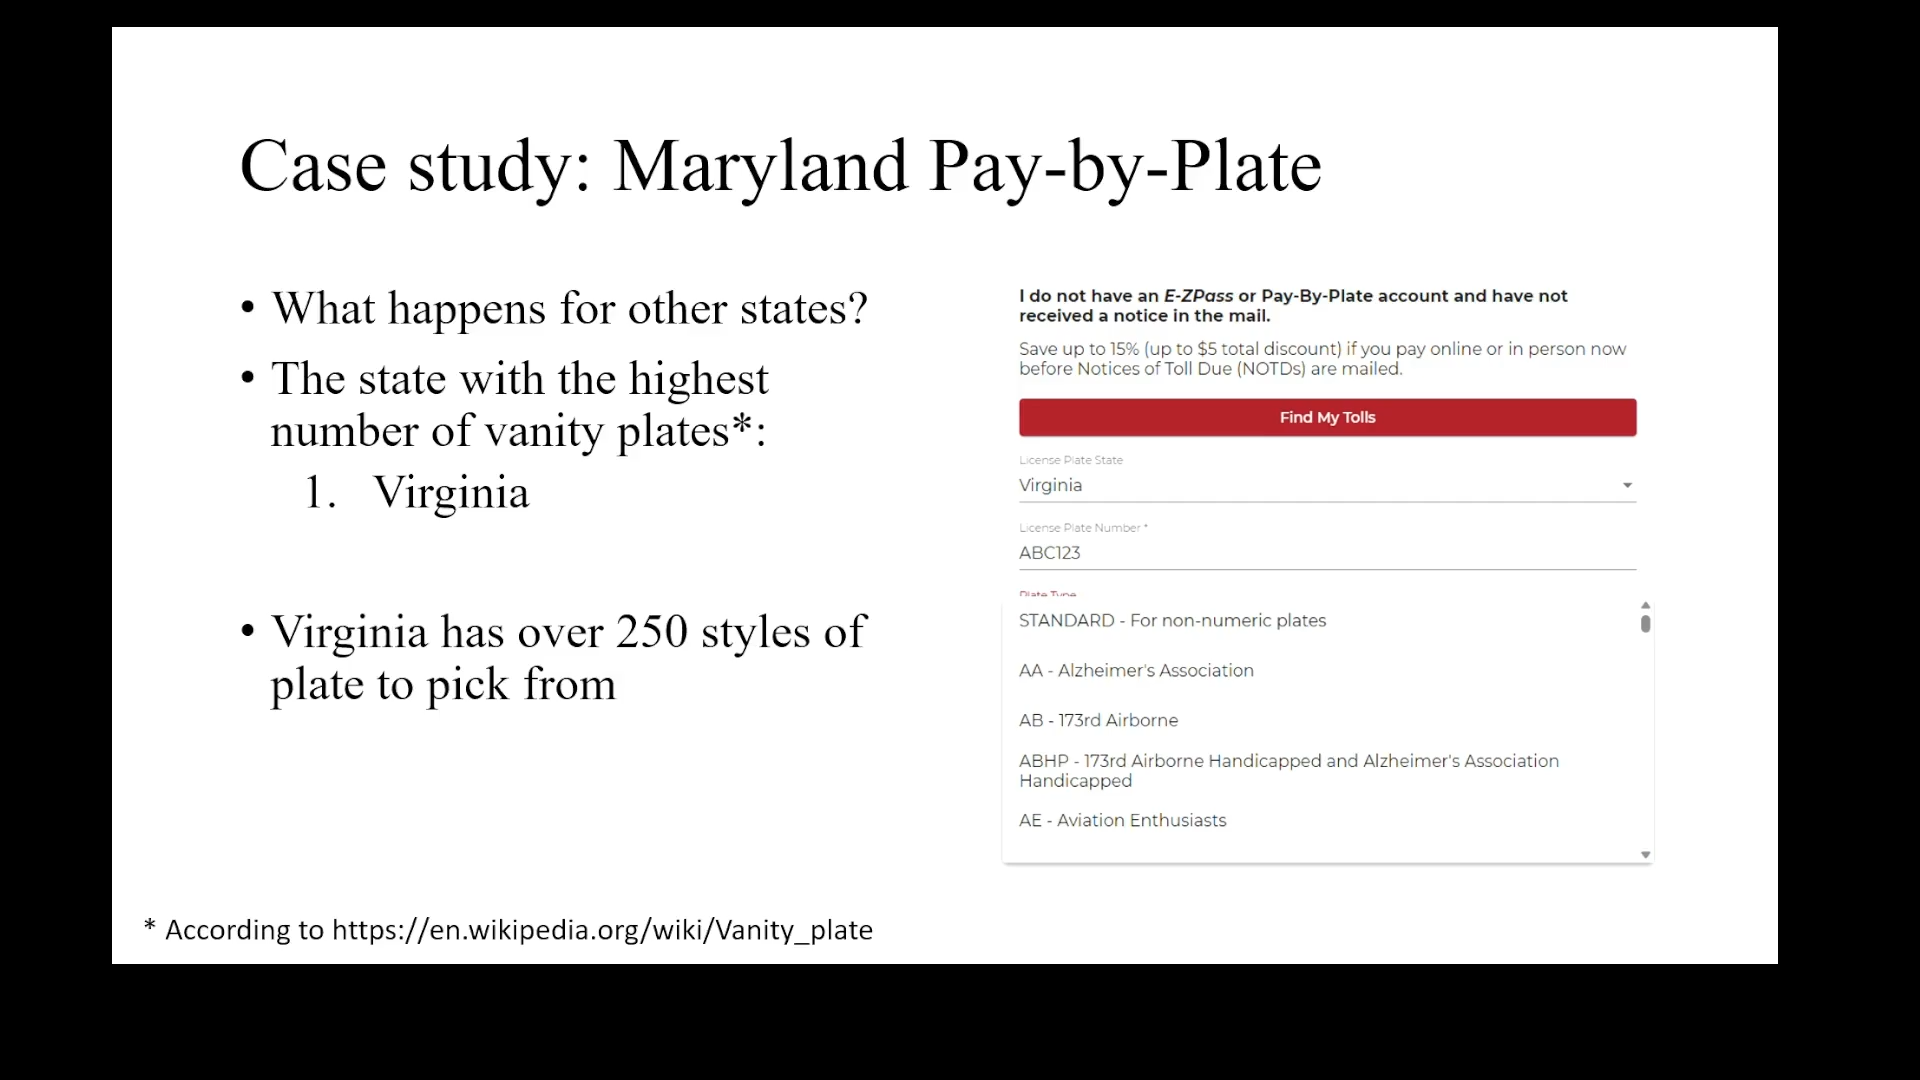 Case study: Maryland Pay-by-Plate
• What happens for other states?
• The state with the highest
number of vanity plates*:
1. Virginia
• Virginia has over 250 styles of
plate to pick from
I do not have an E-ZPass or Pay-By-Plate account and have not
received a notice in the mail.
Save up to 15% (up to $5 total discount) if you pay online or in person now
before Notices of Toll Due (NOTDs) are mailed.
Find My Tolls
License Plate State
Virginia
License Plate Number *
ABC123
Plate Type
STANDARD - For non-numeric plates
AA - Alzheimer's Association
AB - 173rd Airborne
ABHP - 173rd Airborne Handicapped and Alzheimer's Association
Handicapped
AE - Aviation Enthusiasts
* According to https://en.wikipedia.org/wiki/Vanity_plate